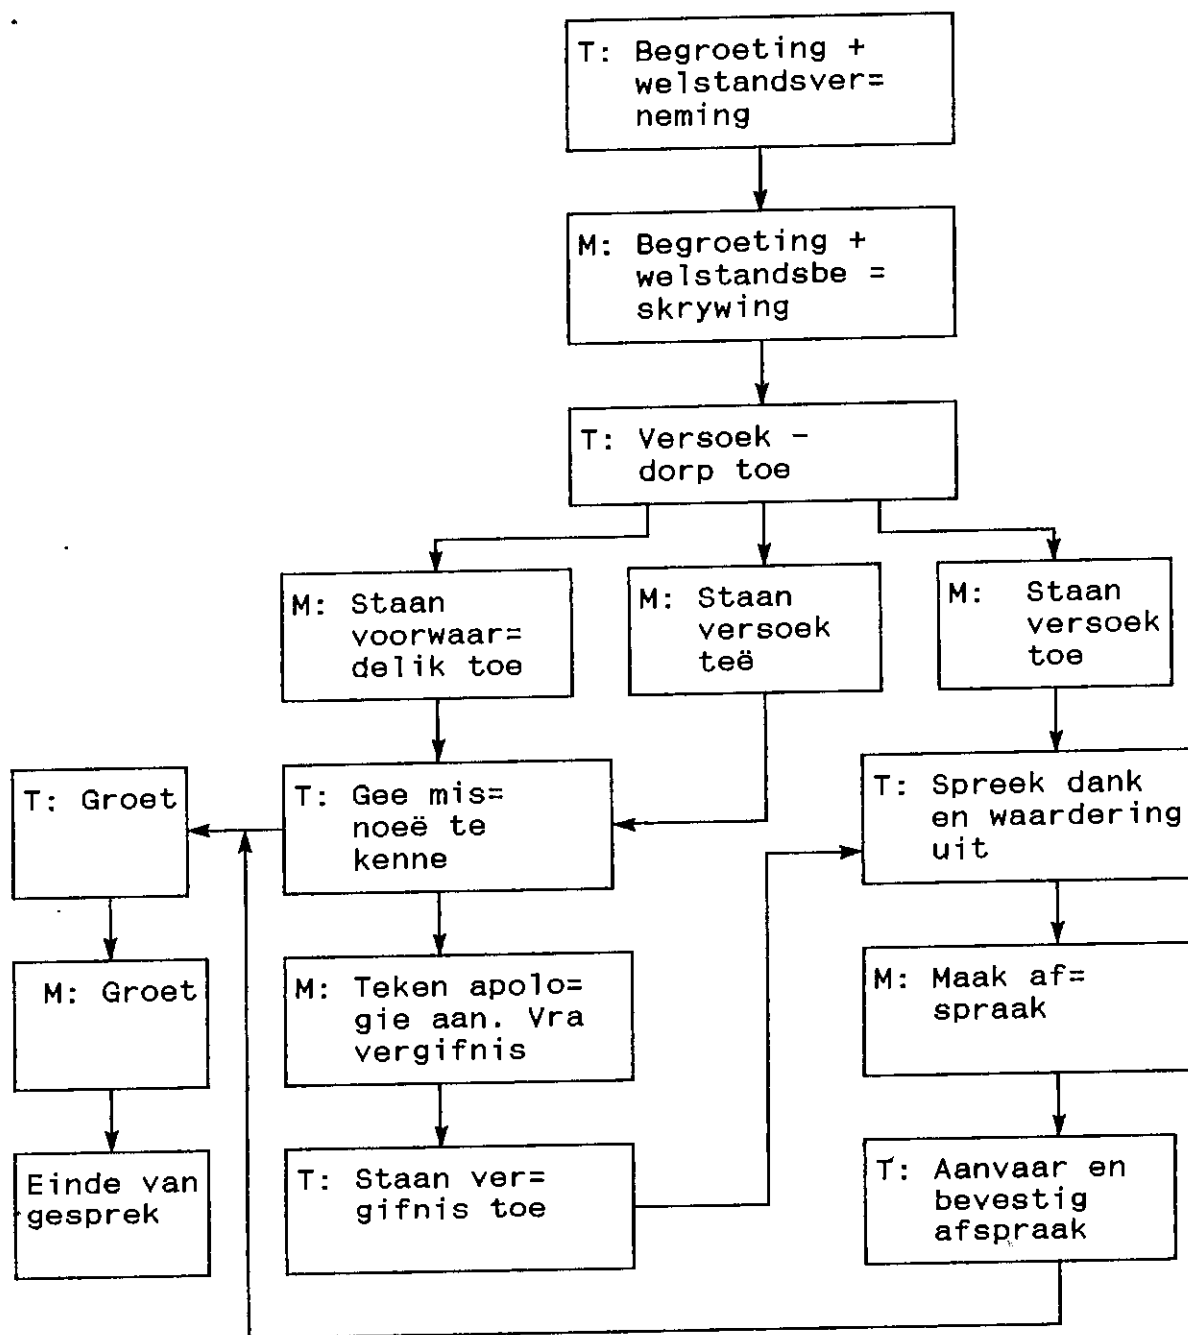 T: Begroeting +
welstandsver=
neming
M: Begroeting +
welstandsbe =
skrywing
T: Versoek -
dorp toe
M: Staan
voorwaar=
delik toe
M: Staan
versoek
teë
M: Staan
versoek
toe
T: Groet
T: Gee mis=
noeë te
kenne
T: Spreek dank
en waardering
uit
M: Groet
M: Teken apolo=
gie aan. Vra
vergifnis
M: Maak af=
spraak
Einde van
gesprek
T: Staan ver=
gifnis toe
T: Aanvaar en
bevestig
afspraak